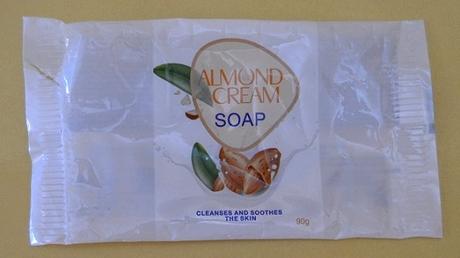 ALMOND
CREAM
SOAP
CLEANSES AND SOOTHES
THE SKIN
90g